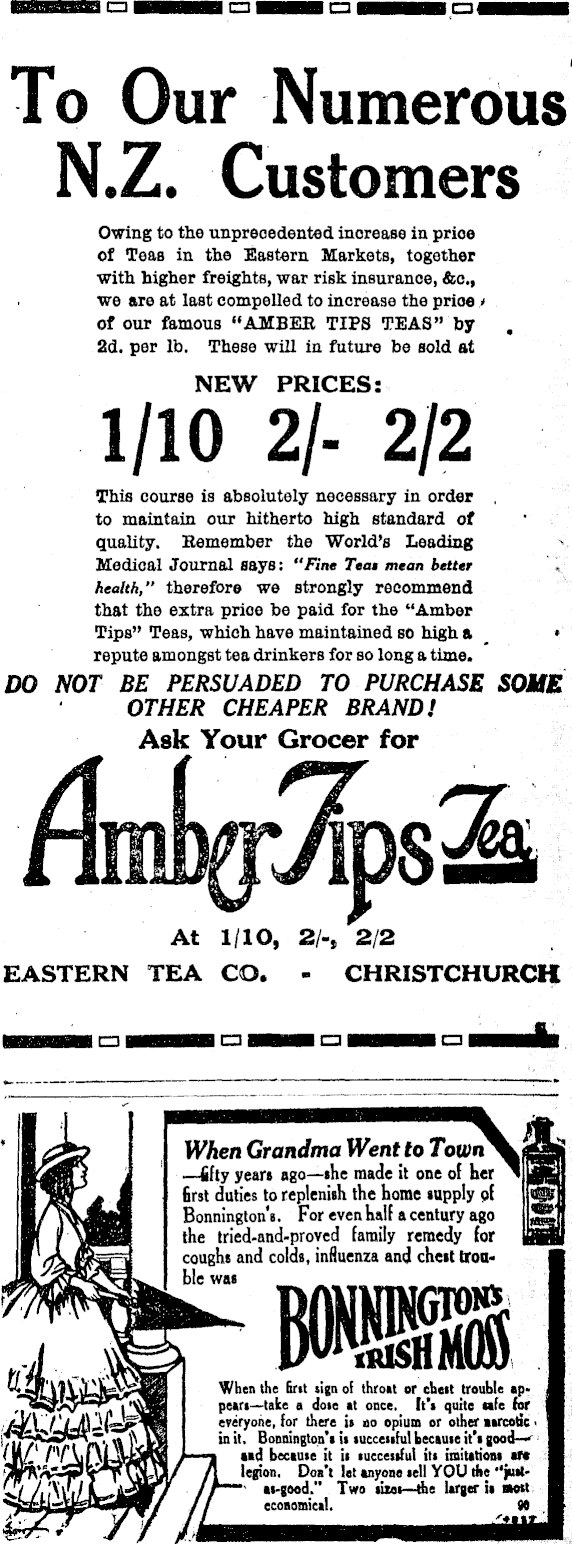 To Our Numerous
N.Z. Customers
Owing to the unprecedented increase in price
of Teas in the Eastern Markets, together
with higher freights, war risk insurance, &c.,
we are at last compelled to increase the price
of our famous "AMBER TIPS TEAS" by
2d. per lb. These will in future be sold at
NEW PRICES:
1/10 2/- 2/2
This course is absolutely necessary in order
to maintain our hitherto high standard of
quality. Remember the World's Leading
Medical Journal says: "Fine Teas mean better
health," therefore we strongly recommend
that the extra price be paid for the "Amber
Tips" Teas, which have maintained so high a
repute amongst tea drinkers for so long a time.
DO NOT BE PERSUADED TO PURCHASE SOME
OTHER CHEAPER BRAND!
Ask Your Grocer for
Amber Tips Tea
At 1/10, 2/-, 2/2
EASTERN TEA CO. - CHRISTCHURCH
When Grandma Went to Town
—fifty years ago—she made it one of her
first duties to replenish the home supply of
Bonnington's. For even half a century ago
the tried-and-proved family remedy for
coughs and colds, influenza and chest trou-
ble was
BONNINGTON'S
IRISH MOSS
When the first sign of throat or chest trouble ap-
pears—take a dose at once. It's quite safe for
everyone, for there is no opium or other narcotic
in it. Bonnington's is successful because it's good—
and because it is successful its imitations are
legion. Don't let anyone sell YOU the "just-
as-good." Two sizes—the larger is most
economical.